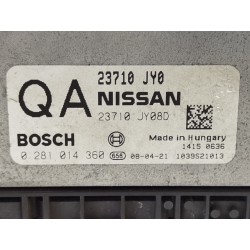 23710 JY0
QA NISSAN
23710 JY08D
BOSCH Made in Hungary
1415 0636
0 281 014 360 656 08-04-21 1039S21013